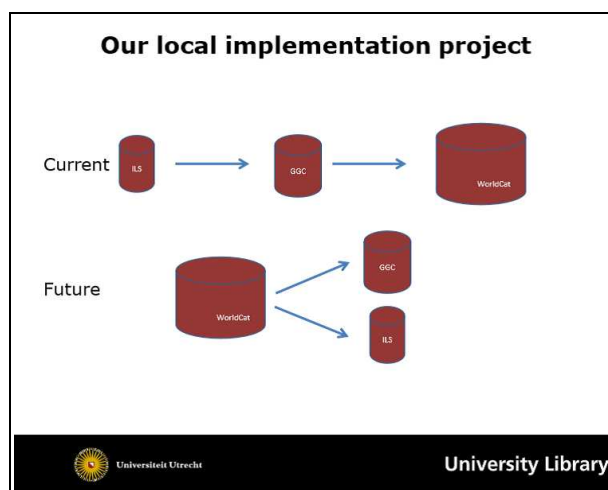 Our local implementation project
Current
ILS
GGC
WorldCat
GGC
Future
WorldCat
ILS
Universiteit Utrecht
University Library